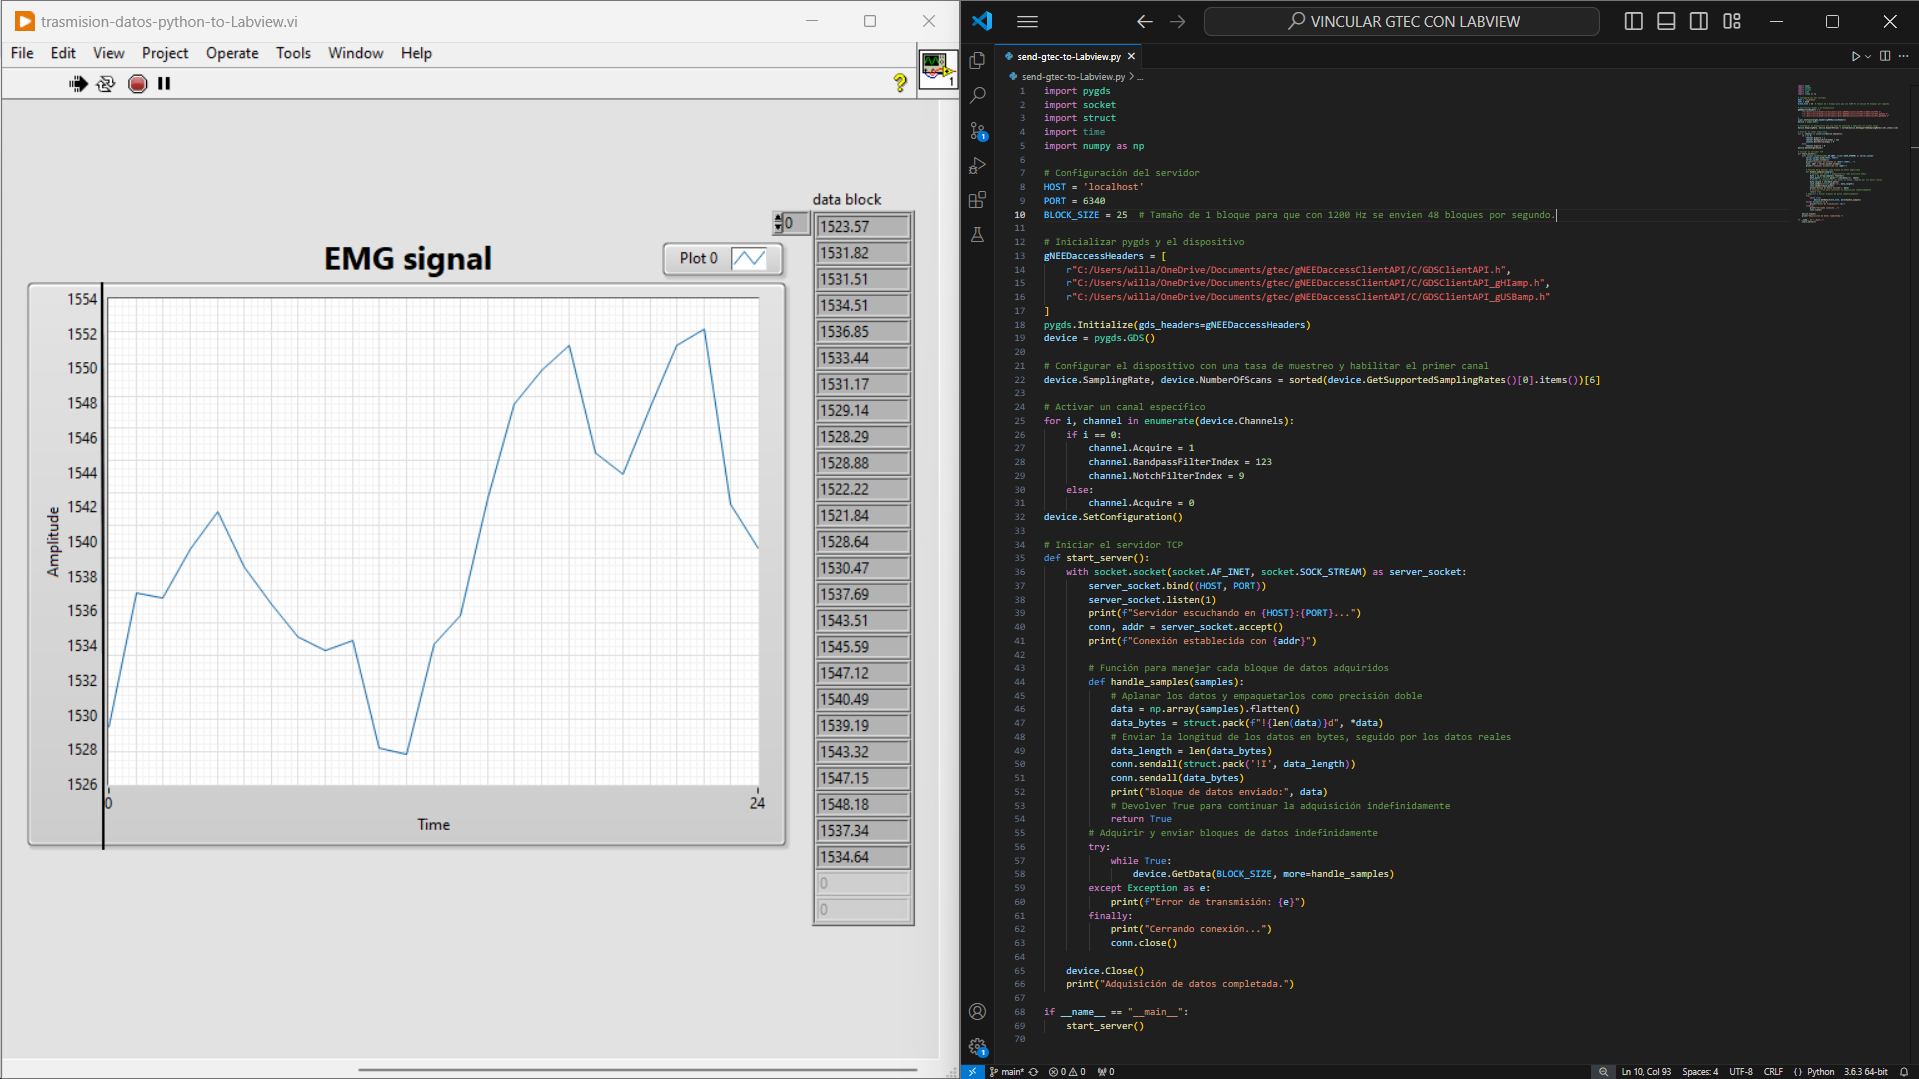 trasmision-datos-python-to-Labview.vi
File Edit View Project Operate Tools Window Help
1
data block
0
EMG signal
Plot 0
1523.57
1531.82
1531.51
1534.51
1536.85
1533.44
1531.17
1529.14
1528.29
1528.88
1522.22
1521.84
1528.64
1530.47
1537.69
1543.51
1545.59
1547.12
1540.49
1539.19
1543.32
1547.15
1548.18
1537.34
1534.64
0
0
Amplitude
1554
1552
1550
1548
1546
1544
1542
1540
1538
1536
1534
1532
1530
1528
1526
0 24
Time
VINCULAR GTEC CON LABVIEW
send-gtec-to-Labview.py
send-gtec-to-Labview.py > ...
1 import pygds
2 import socket
3 import struct
4 import time
5 import numpy as np
6
7 # Configuración del servidor
8 HOST = 'localhost'
9 PORT = 6340
10 BLOCK_SIZE = 25  # Tamaño de 1 bloque para que con 1200 Hz se envien 48 bloques por segundo.
11
12 # Inicializar pygds y el dispositivo
13 gNEEDaccessHeaders = [
14     r"C:/Users/willa/OneDrive/Documents/gtec/gNEEDaccessClientAPI/C/GDSClientAPI.h",
15     r"C:/Users/willa/OneDrive/Documents/gtec/gNEEDaccessClientAPI/C/GDSClientAPI_gHIamp.h",
16     r"C:/Users/willa/OneDrive/Documents/gtec/gNEEDaccessClientAPI/C/GDSClientAPI_gUSBamp.h"
17 ]
18 pygds.Initialize(gds_headers=gNEEDaccessHeaders)
19 device = pygds.GDS()
20
21 # Configurar el dispositivo con una tasa de muestreo y habilitar el primer canal
22 device.SamplingRate, device.NumberOfScans = sorted(device.GetSupportedSamplingRates()[0].items())[6]
23
24 # Activar un canal específico
25 for i, channel in enumerate(device.Channels):
26     if i == 0:
27         channel.Acquire = 1
28         channel.BandpassFilterIndex = 123
29         channel.NotchFilterIndex = 9
30     else:
31         channel.Acquire = 0
32 device.SetConfiguration()
33
34 # Iniciar el servidor TCP
35 def start_server():
36     with socket.socket(socket.AF_INET, socket.SOCK_STREAM) as server_socket:
37         server_socket.bind((HOST, PORT))
38         server_socket.listen(1)
39         print(f"Servidor escuchando en {HOST}:{PORT}...")
40         conn, addr = server_socket.accept()
41         print(f"Conexión establecida con {addr}")
42
43         # Función para manejar cada bloque de datos adquiridos
44         def handle_samples(samples):
45             # Aplanar los datos y empaquetarlos como precisión doble
46             data = np.array(samples).flatten()
47             data_bytes = struct.pack(f"!{len(data)}d", *data)
48             # Enviar la longitud de los datos en bytes, seguido por los datos reales
49             data_length = len(data_bytes)
50             conn.sendall(struct.pack('!I', data_length))
51             conn.sendall(data_bytes)
52             print("Bloque de datos enviado:", data)
53             # Devolver True para continuar la adquisición indefinidamente
54             return True
55         # Adquirir y enviar bloques de datos indefinidamente
56         try:
57             while True:
58                 device.GetData(BLOCK_SIZE, more=handle_samples)
59         except Exception as e:
60             print(f"Error de transmisión: {e}")
61         finally:
62             print("Cerrando conexión...")
63             conn.close()
64
65     device.Close()
66     print("Adquisición de datos completada.")
67
68 if __name__ == "__main__":
69     start_server()
70
1
1
main* 0 0 0 Ln 10, Col 93 Spaces: 4 UTF-8 CRLF {} Python 3.6.3 64-bit